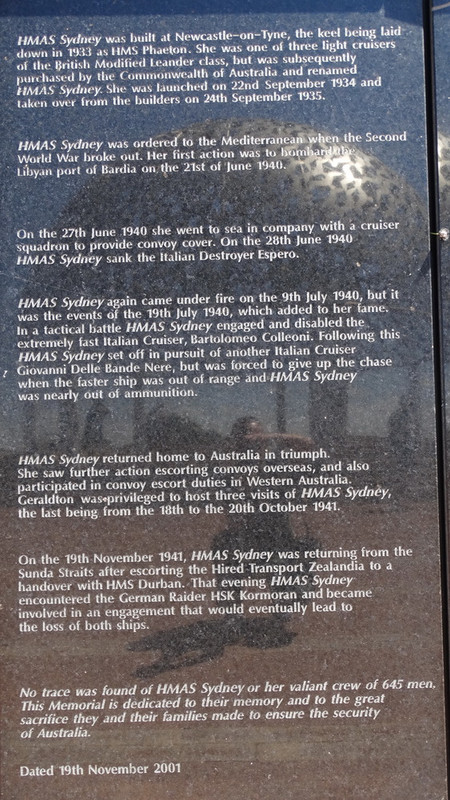 HMAS Sydney was built at Newcastle-on-Tyne, the keel being laid
down in 1933 as HMS Phaeton. She was one of three light cruisers
of the British Modified Leander class, but was subsequently
purchased by the Commonwealth of Australia and renamed
HMAS Sydney. She was launched on 22nd September 1934 and
taken over from the builders on 24th September 1935.
HMAS Sydney was ordered to the Mediterranean when the Second
World War broke out. Her first action was to bombard the
Libyan port of Bardia on the 21st of June 1940.
On the 27th June 1940 she went to sea in company with a cruiser
squadron to provide convoy cover. On the 28th June 1940
HMAS Sydney sank the Italian Destroyer Espero.
HMAS Sydney again came under fire on the 9th July 1940, but it
was the events of the 19th July 1940, which added to her fame.
In a tactical battle HMAS Sydney engaged and disabled the
extremely fast Italian Cruiser, Bartolomeo Colleoni. Following this
HMAS Sydney set off in pursuit of another Italian Cruiser
Giovanni Delle Bande Nere, but was forced to give up the chase
when the faster ship was out of range and HMAS Sydney
was nearly out of ammunition.
HMAS Sydney returned home to Australia in triumph.
She saw further action escorting convoys overseas, and also
participated in convoy escort duties in Western Australia.
Geraldton was privileged to host three visits of HMAS Sydney,
the last being from the 18th to the 20th October 1941.
On the 19th November 1941, HMAS Sydney was returning from the
Sunda Straits after escorting the Hired Transport Zealandia to a
handover with HMS Durban. That evening HMAS Sydney
encountered the German Raider HSK Kormoran and became
involved in an engagement that would eventually lead to
the loss of both ships.
No trace was found of HMAS Sydney or her valiant crew of 645 men.
This Memorial is dedicated to their memory and to the great
sacrifice they and their families made to ensure the security
of Australia.
Dated 19th November 2001